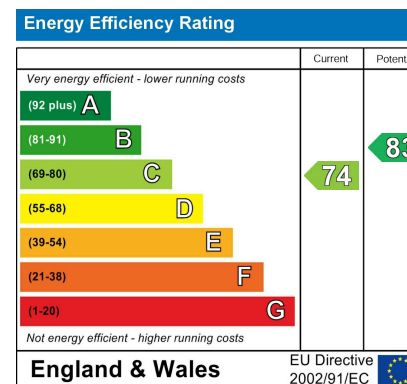 Energy Efficiency Rating
Current Potent
Very energy efficient - lower running costs
(92 plus) A
(81-91) B
83
(69-80) C
74
(55-68) D
(39-54) E
(21-38) F
(1-20) G
Not energy efficient - higher running costs
England & Wales
EU Directive
2002/91/EC